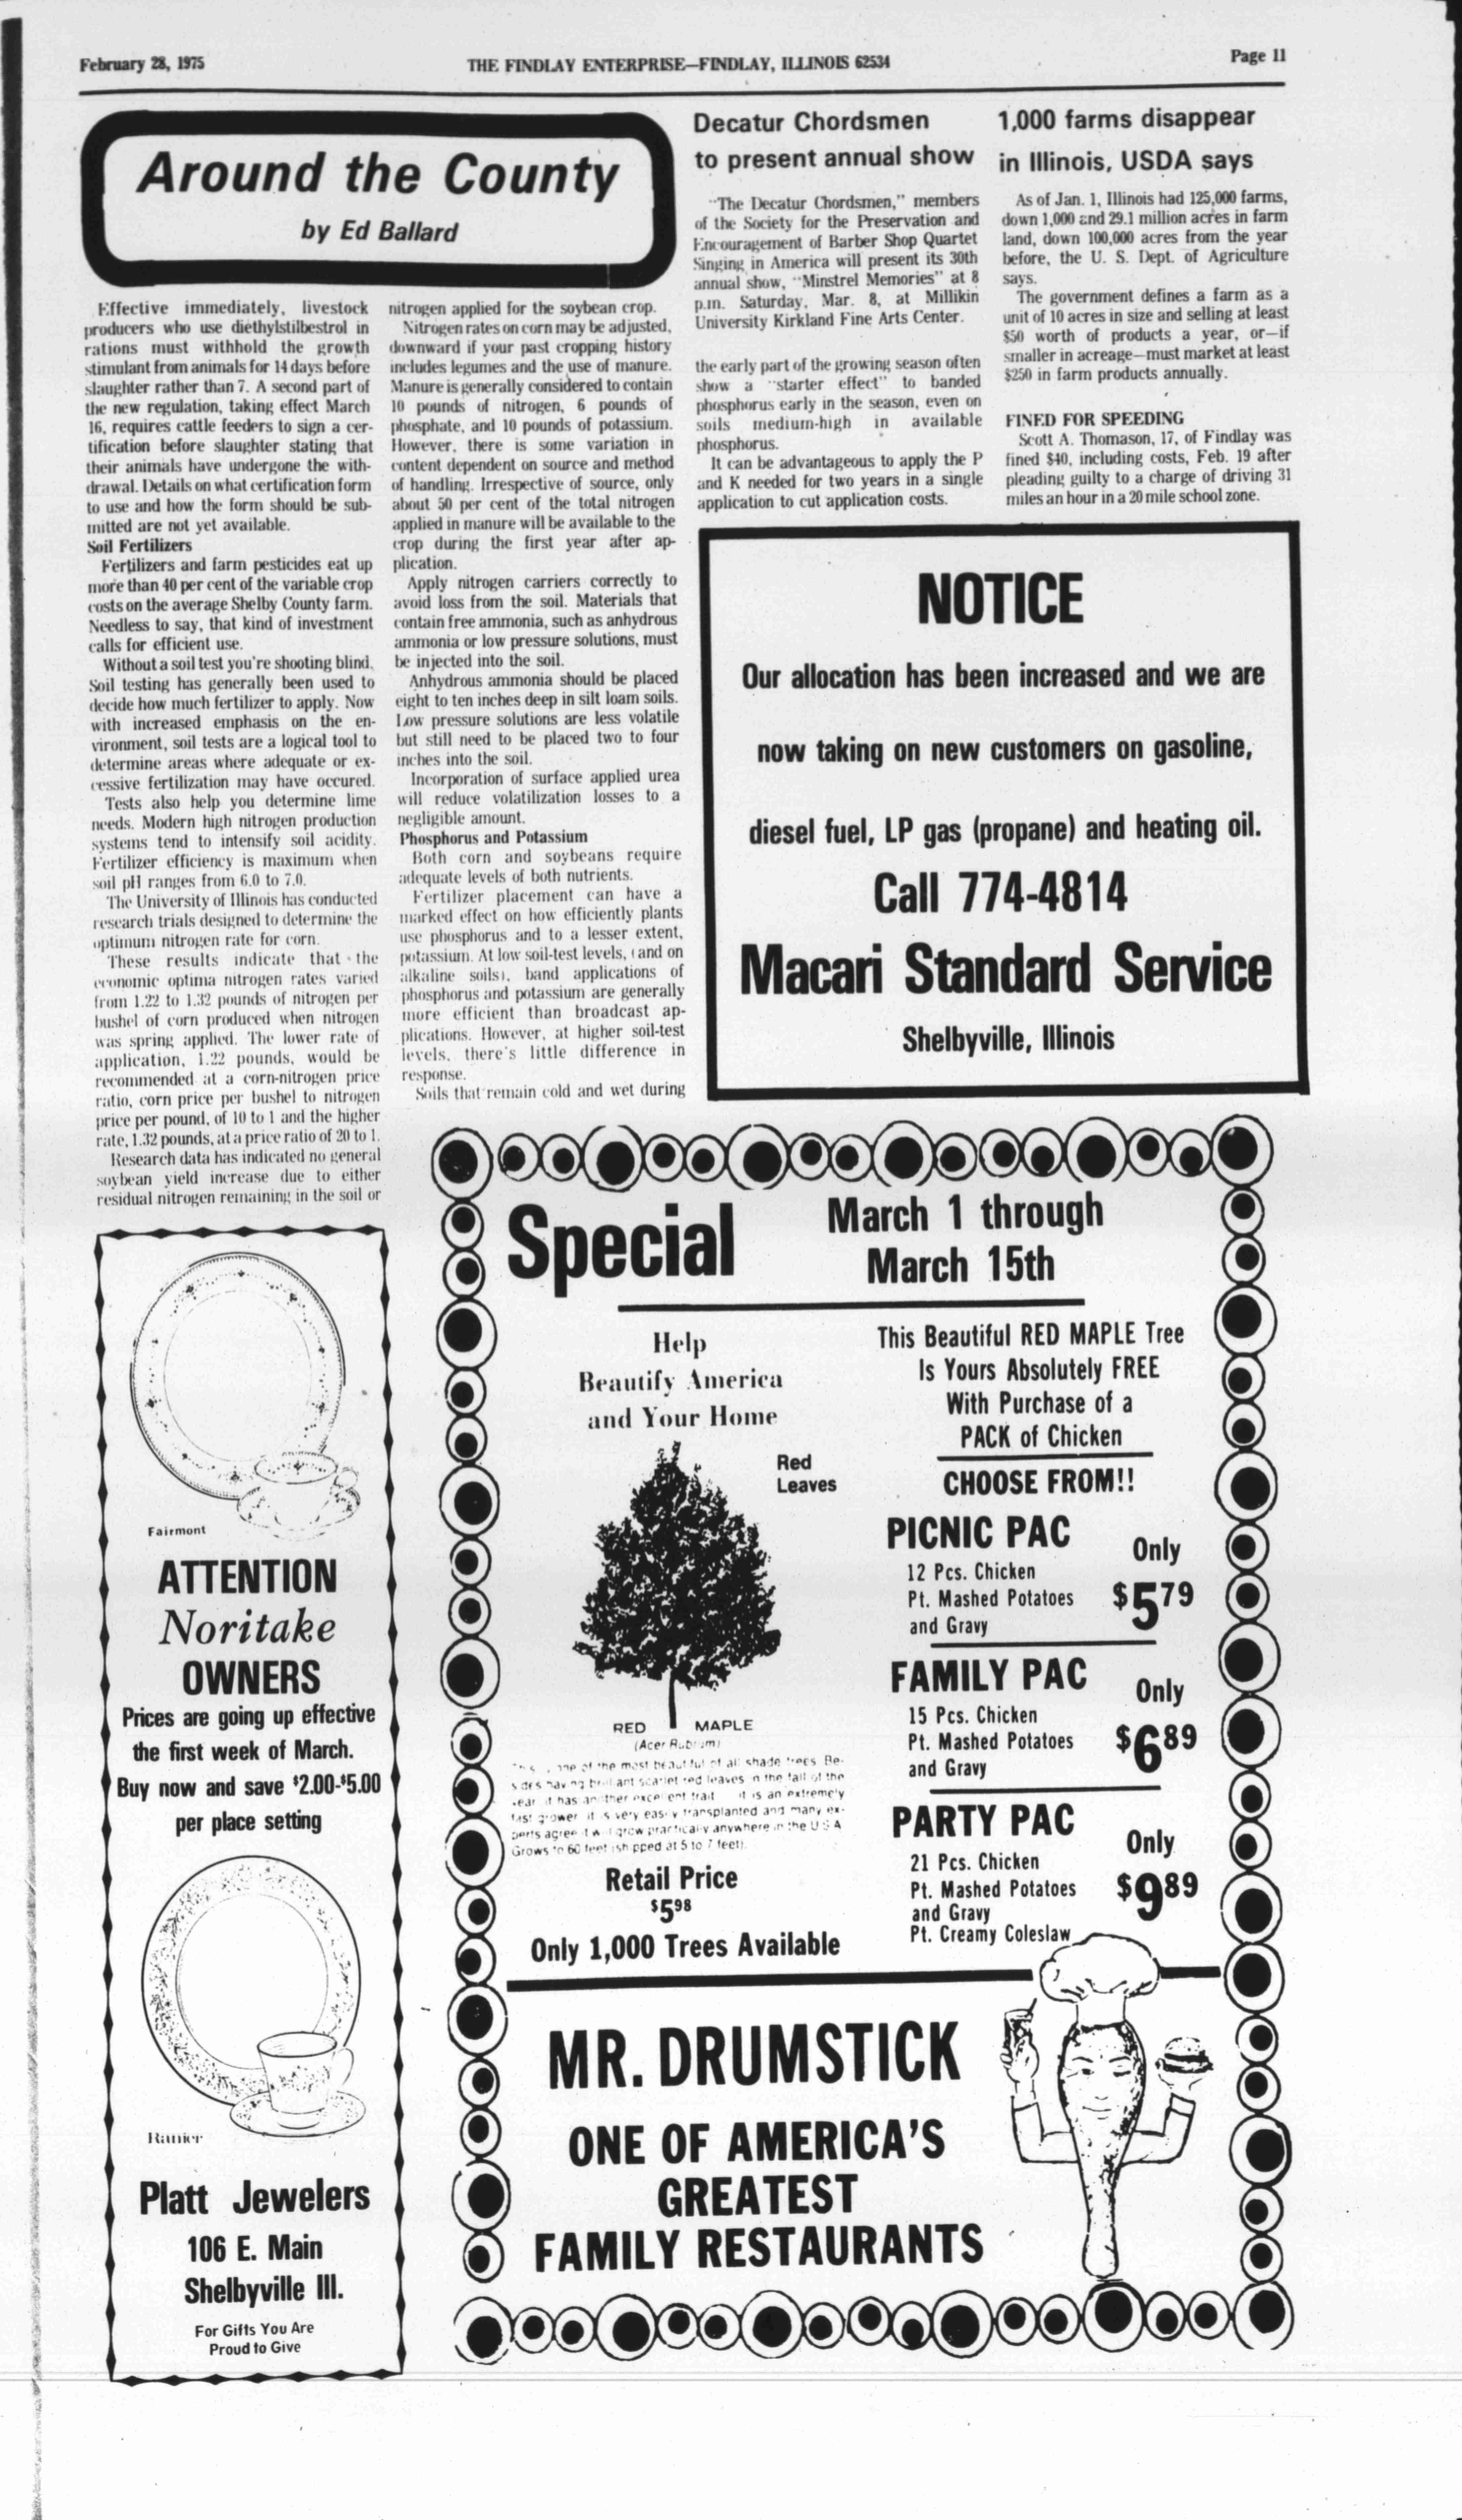 February 28, 1975
THE FINDLAY ENTERPRISE—FINDLAY, ILLINOIS 62534
Page 11
Around the County
by Ed Ballard
Effective immediately, livestock
producers who use diethylstilbestrol in
rations must withhold the growth
stimulant from animals for 14 days before
slaughter rather than 7. A second part of
the new regulation, taking effect March
16, requires cattle feeders to sign a cer-
tification before slaughter stating that
their animals have undergone the with-
drawal. Details on what certification form
to use and how the form should be sub-
mitted are not yet available.
Soil Fertilizers
Fertilizers and farm pesticides eat up
more than 40 per cent of the variable crop
costs on the average Shelby County farm.
Needless to say, that kind of investment
calls for efficient use.
Without a soil test you're shooting blind.
Soil testing has generally been used to
decide how much fertilizer to apply. Now
with increased emphasis on the en-
vironment, soil tests are a logical tool to
determine areas where adequate or ex-
cessive fertilization may have occured.
Tests also help you determine lime
needs. Modern high nitrogen production
systems tend to intensify soil acidity.
Fertilizer efficiency is maximum when
soil pH ranges from 6.0 to 7.0.
The University of Illinois has conducted
research trials designed to determine the
optimum nitrogen rate for corn.
These results indicate that the
economic optima nitrogen rates varied
from 1.22 to 1.32 pounds of nitrogen per
bushel of corn produced when nitrogen
was spring applied. The lower rate of
application, 1.22 pounds, would be
recommended at a corn-nitrogen price
ratio, corn price per bushel to nitrogen
price per pound, of 10 to 1 and the higher
rate, 1.32 pounds, at a price ratio of 20 to 1.
Research data has indicated no general
soybean yield increase due to either
residual nitrogen remaining in the soil or
nitrogen applied for the soybean crop.
Nitrogen rates on corn may be adjusted,
downward if your past cropping history
includes legumes and the use of manure.
Manure is generally considered to contain
10 pounds of nitrogen, 6 pounds of
phosphate, and 10 pounds of potassium.
However, there is some variation in
content dependent on source and method
of handling. Irrespective of source, only
about 50 per cent of the total nitrogen
applied in manure will be available to the
crop during the first year after ap-
plication.
Apply nitrogen carriers correctly to
avoid loss from the soil. Materials that
contain free ammonia, such as anhydrous
ammonia or low pressure solutions, must
be injected into the soil.
Anhydrous ammonia should be placed
eight to ten inches deep in silt loam soils.
Low pressure solutions are less volatile
but still need to be placed two to four
inches into the soil.
Incorporation of surface applied urea
will reduce volatilization losses to a
negligible amount.
Phosphorus and Potassium
Both corn and soybeans require
adequate levels of both nutrients.
Fertilizer placement can have a
marked effect on how efficiently plants
use phosphorus and to a lesser extent,
potassium. At low soil-test levels, (and on
alkaline soils), band applications of
phosphorus and potassium are generally
more efficient than broadcast ap-
plications. However, at higher soil-test
levels, there's little difference in
response.
Soils that remain cold and wet during
the early part of the growing season often
show a "starter effect" to banded
phosphorus early in the season, even on
soils medium-high in available
phosphorus.
It can be advantageous to apply the P
and K needed for two years in a single
application to cut application costs.
Decatur Chordsmen
to present annual show
"The Decatur Chordsmen," members
of the Society for the Preservation and
Encouragement of Barber Shop Quartet
Singing in America will present its 30th
annual show, "Minstrel Memories" at 8
p.m. Saturday, Mar. 8, at Millikin
University Kirkland Fine Arts Center.
1,000 farms disappear
in Illinois, USDA says
As of Jan. 1, Illinois had 125,000 farms,
down 1,000 and 29.1 million acres in farm
land, down 100,000 acres from the year
before, the U. S. Dept. of Agriculture
says.
The government defines a farm as a
unit of 10 acres in size and selling at least
$50 worth of products a year, or—if
smaller in acreage—must market at least
$250 in farm products annually.
FINED FOR SPEEDING
Scott A. Thomason, 17, of Findlay was
fined $40, including costs, Feb. 19 after
pleading guilty to a charge of driving 31
miles an hour in a 20 mile school zone.
NOTICE
Our allocation has been increased and we are
now taking on new customers on gasoline,
diesel fuel, LP gas (propane) and heating oil.
Call 774-4814
Macari Standard Service
Shelbyville, Illinois
Fairmont
ATTENTION
Noritake
OWNERS
Prices are going up effective
the first week of March.
Buy now and save $2.00-$5.00
per place setting
Ranier
Platt Jewelers
106 E. Main
Shelbyville Ill.
For Gifts You Are
Proud to Give
Special
March 1 through
March 15th
Help
Beautify America
and Your Home
Red
Leaves
RED MAPLE
(Acer Rubrum)
This is one of the most beautiful of all shade trees. Be-
sides having brilliant scarlet red leaves in the fall of the
year it has another excellent trait it is an extremely
fast grower it is very easily transplanted and many ex-
perts agree it will grow practically anywhere in the U S A
Grows to 60 feet (shipped at 5 to 7 feet).
Retail Price
$5 98
Only 1,000 Trees Available
This Beautiful RED MAPLE Tree
Is Yours Absolutely FREE
With Purchase of a
PACK of Chicken
CHOOSE FROM!!
PICNIC PAC
12 Pcs. Chicken
Pt. Mashed Potatoes
and Gravy
Only
$5 79
FAMILY PAC
15 Pcs. Chicken
Pt. Mashed Potatoes
and Gravy
Only
$6 89
PARTY PAC
21 Pcs. Chicken
Pt. Mashed Potatoes
and Gravy
Pt. Creamy Coleslaw
Only
$9 89
MR. DRUMSTICK
ONE OF AMERICA'S
GREATEST
FAMILY RESTAURANTS